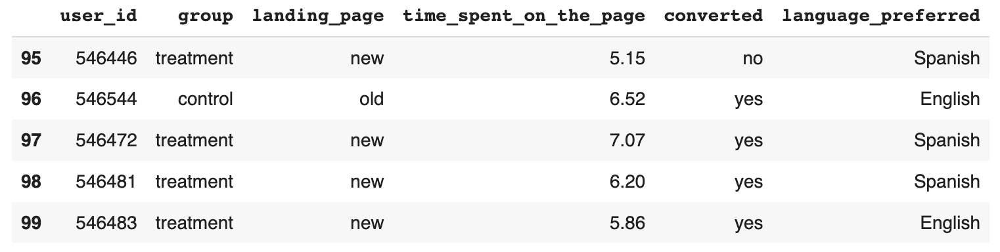 user_id group landing_page time_spent_on_the_page converted language_preferred
95 546446 treatment new 5.15 no Spanish
96 546544 control old 6.52 yes English
97 546472 treatment new 7.07 yes Spanish
98 546481 treatment new 6.20 yes Spanish
99 546483 treatment new 5.86 yes English